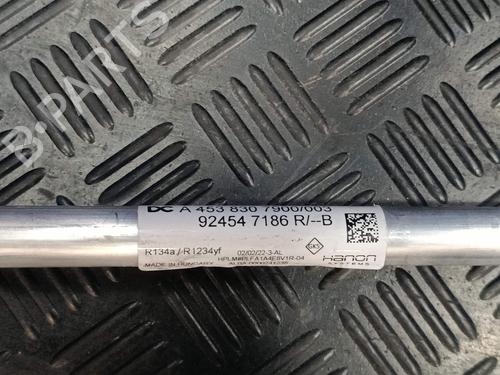 B-PARTS
DC A 453 830 7900/003
92454 7186 R/--B
R134a / R1234yf
02/02/22-3-AL
GKS
MADE IN HUNGARY
Hanon
SYSTEMS